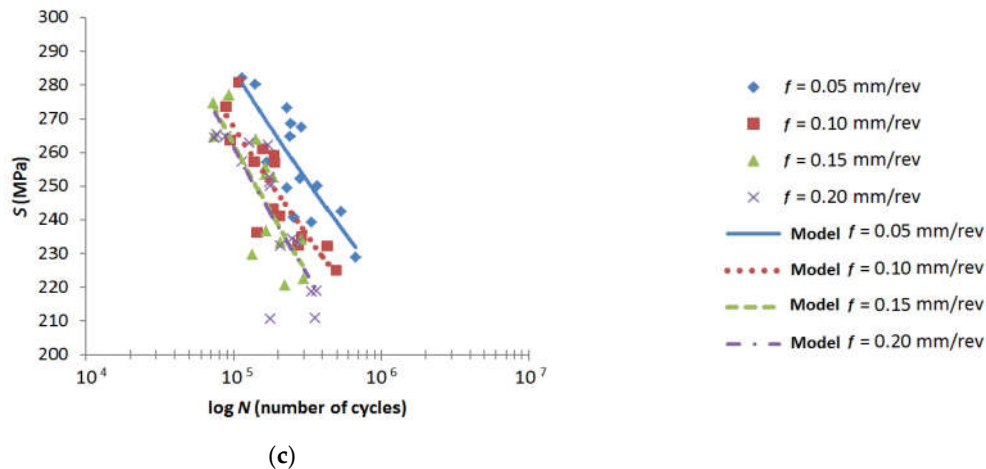 300
290
280
270
260
250
240
230
220
210
200
S (MPa)
10⁴
10⁵
10⁶
10⁷
log N (number of cycles)
f = 0.05 mm/rev
f = 0.10 mm/rev
f = 0.15 mm/rev
f = 0.20 mm/rev
Model f = 0.05 mm/rev
Model f = 0.10 mm/rev
Model f = 0.15 mm/rev
Model f = 0.20 mm/rev
(c)